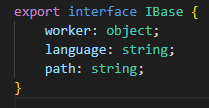 export interface IBase {
    worker: object;
    language: string;
    path: string;
}